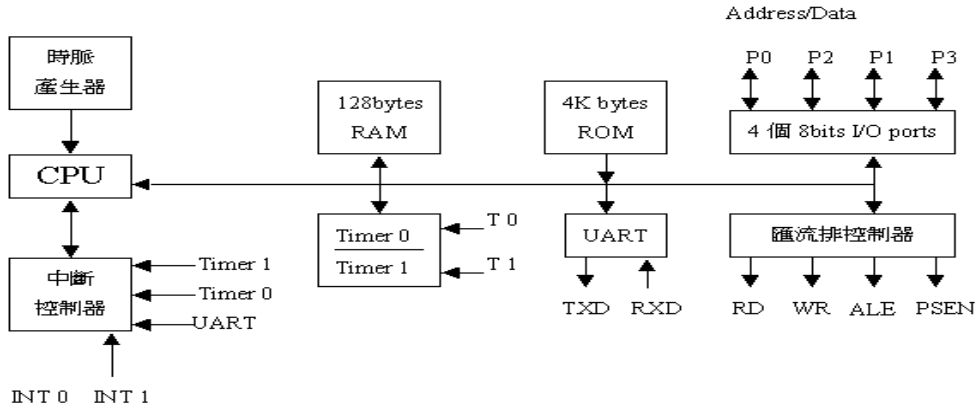 Address/Data
P0 P2 P1 P3
時脈
產生器
128bytes
RAM
4K bytes
ROM
4 個 8bits I/O ports
CPU
Timer 0
Timer 1
T 0
T 1
UART
匯流排控制器
TXD RXD
RD WR ALE PSEN
中斷
控制器
Timer 1
Timer 0
UART
INT 0 INT 1